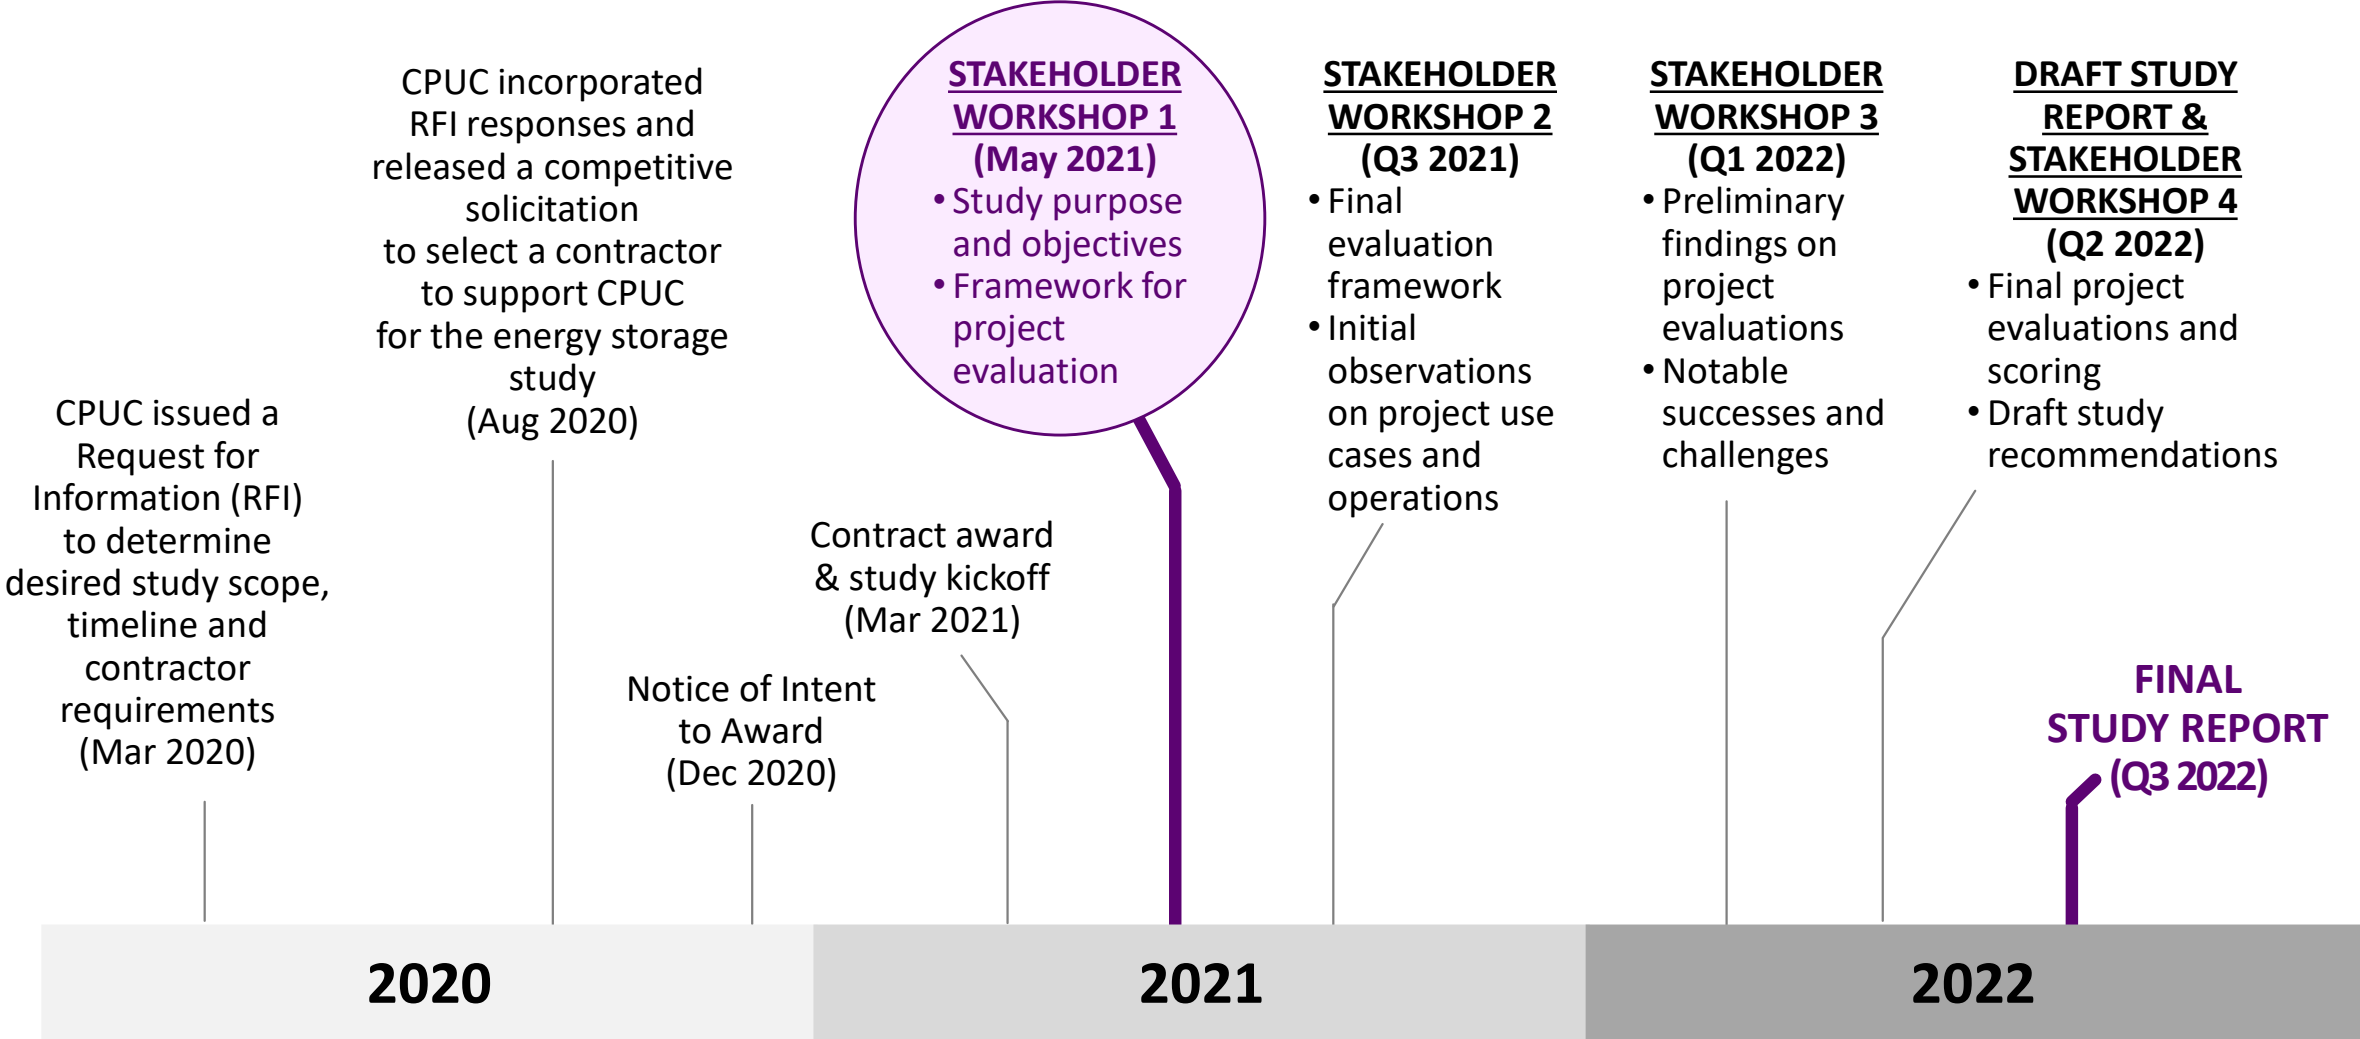 CPUC issued a
Request for
Information (RFI)
to determine
desired study scope,
timeline and
contractor
requirements
(Mar 2020)
CPUC incorporated
RFI responses and
released a competitive
solicitation
to select a contractor
to support CPUC
for the energy storage
study
(Aug 2020)
Notice of Intent
to Award
(Dec 2020)
Contract award
& study kickoff
(Mar 2021)
STAKEHOLDER
WORKSHOP 1
(May 2021)
• Study purpose
and objectives
• Framework for
project
evaluation
STAKEHOLDER
WORKSHOP 2
(Q3 2021)
• Final
evaluation
framework
• Initial
observations
on project use
cases and
operations
STAKEHOLDER
WORKSHOP 3
(Q1 2022)
• Preliminary
findings on
project
evaluations
• Notable
successes and
challenges
DRAFT STUDY
REPORT &
STAKEHOLDER
WORKSHOP 4
(Q2 2022)
• Final project
evaluations and
scoring
• Draft study
recommendations
FINAL
STUDY REPORT
(Q3 2022)
2020
2021
2022